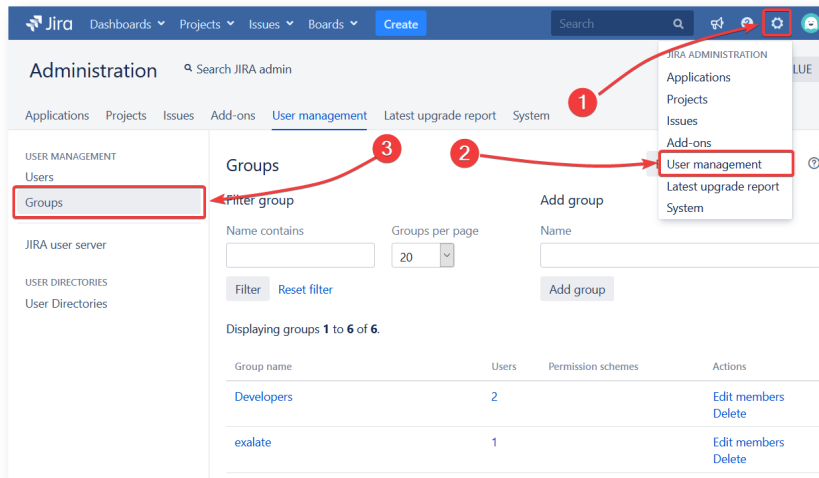 Jira Dashboards Projects Issues Boards Create Search
JIRA ADMINISTRATION
Applications
Projects
Issues
Add-ons
User management
Latest upgrade report
System
LUE
1
2
3
Administration Search JIRA admin
Applications Projects Issues Add-ons User management Latest upgrade report System
USER MANAGEMENT
Users
Groups
JIRA user server
USER DIRECTORIES
User Directories
Groups
Filter group
Name contains Groups per page
20
Filter Reset filter
Add group
Name
Add group
Displaying groups 1 to 6 of 6.
Group name Users Permission schemes Actions
Developers 2 Edit members
Delete
exalate 1 Edit members
Delete